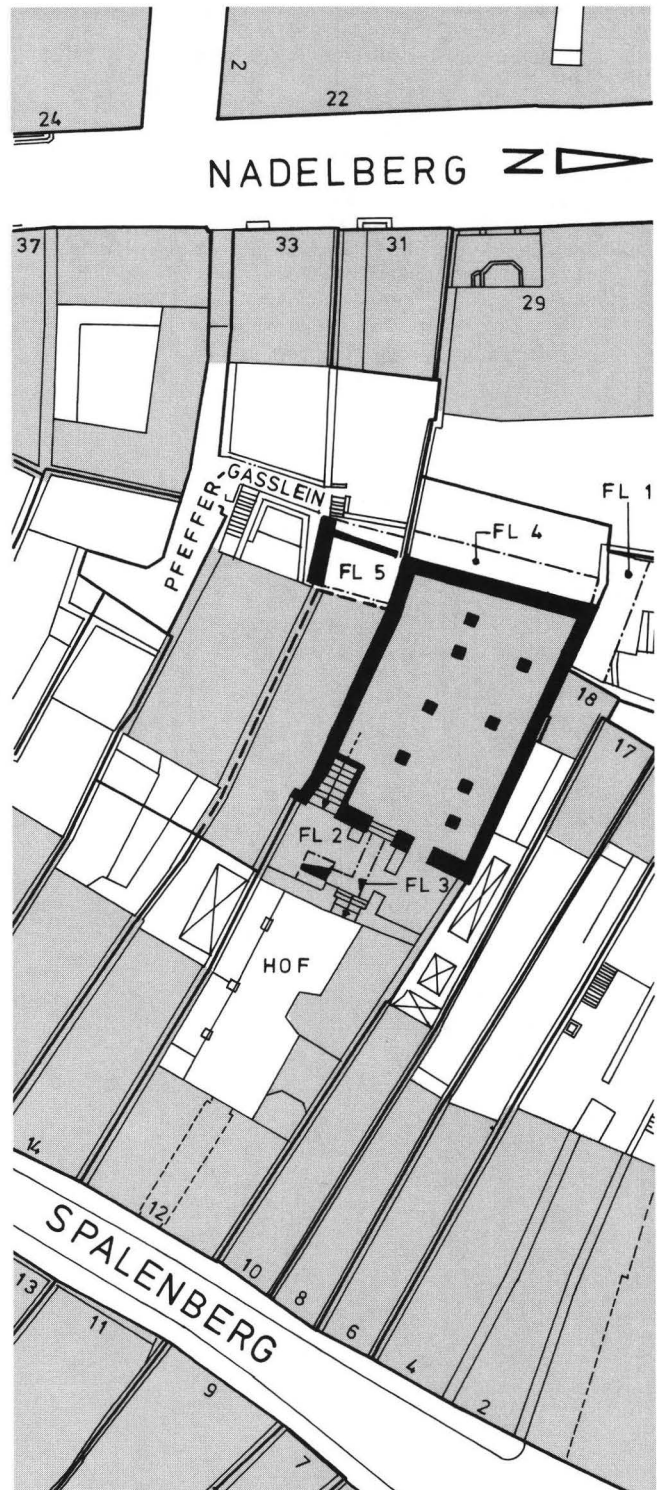 2
22
24
NADELBERG N
37
33
31
29
PFEFFER-
GÄSSLEIN
FL 1
FL 4
FL 5
18
17
FL 2
FL 3
HOF
14
12
SPALENBERG
10
8
6
4
2
13
11
9
7